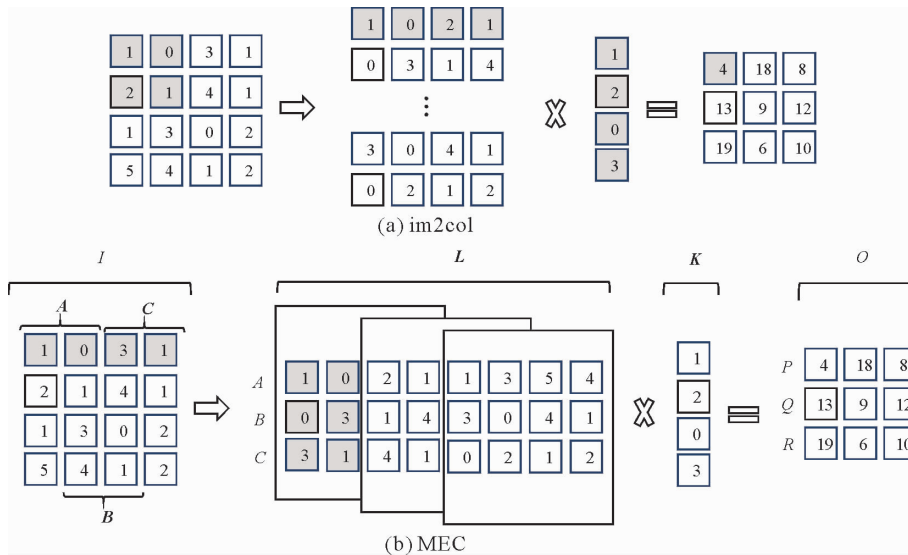 1 0 2 1
1 0 3 1 0 3 1 4 1
2 1 4 1 ⋮ 2 4 18 8
1 3 0 2 0 13 9 12
5 4 1 2 3 0 4 1 3 19 6 10
0 2 1 2
(a) im2col
I L K O
A C
1 0 3 1 1
2 1 4 1 A 1 0 2 1 1 3 5 4 2 P 4 18 8
1 3 0 2 B 0 3 1 4 3 0 4 1 0 Q 13 9 12
5 4 1 2 C 3 1 4 1 0 2 1 2 3 R 19 6 10
B
(b) MEC